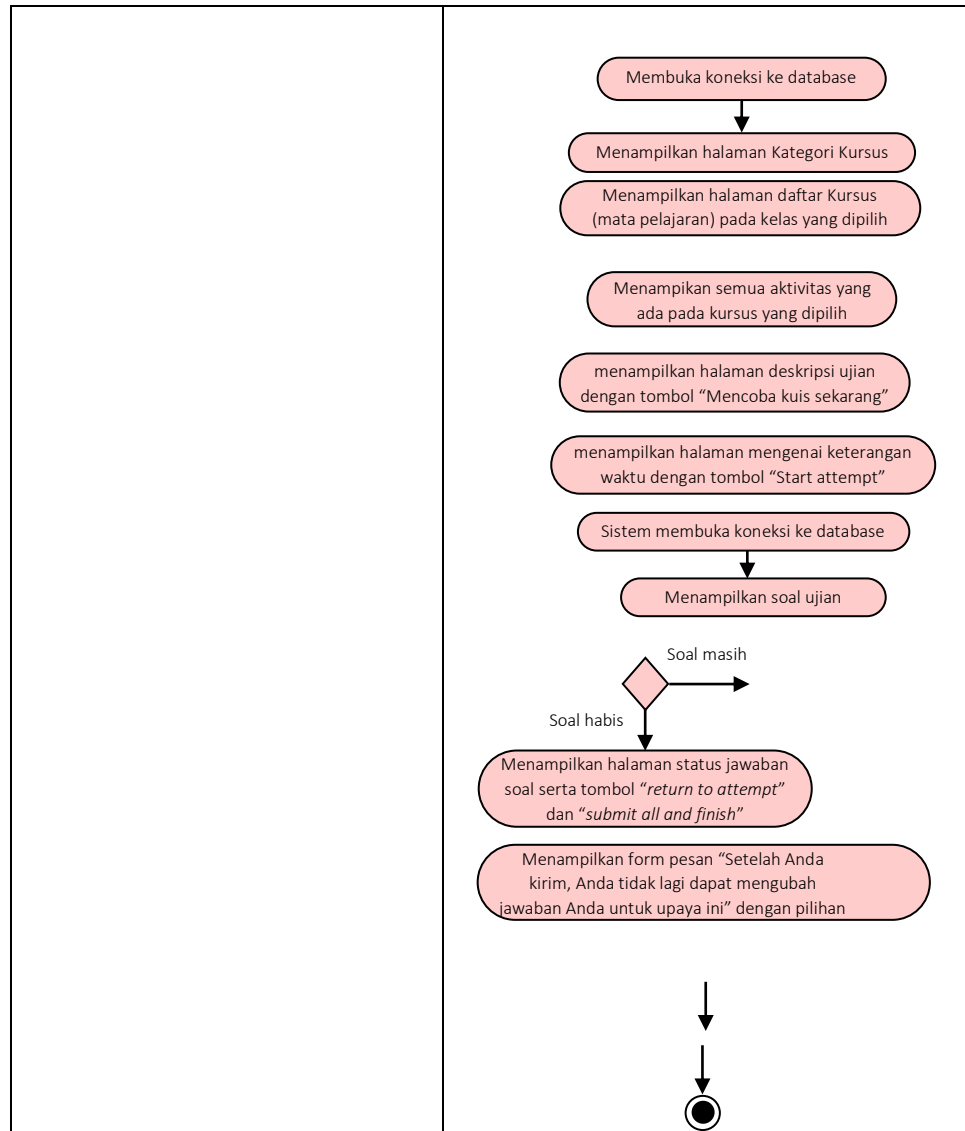 Membuka koneksi ke database
Menampilkan halaman Kategori Kursus
Menampilkan halaman daftar Kursus
(mata pelajaran) pada kelas yang dipilih
Menampikan semua aktivitas yang
ada pada kursus yang dipilih
menampilkan halaman deskripsi ujian
dengan tombol “Mencoba kuis sekarang”
menampilkan halaman mengenai keterangan
waktu dengan tombol “Start attempt”
Sistem membuka koneksi ke database
Menampilkan soal ujian
Soal masih
Soal habis
Menampilkan halaman status jawaban
soal serta tombol “return to attempt”
dan “submit all and finish”
Menampilkan form pesan “Setelah Anda
kirim, Anda tidak lagi dapat mengubah
jawaban Anda untuk upaya ini” dengan pilihan